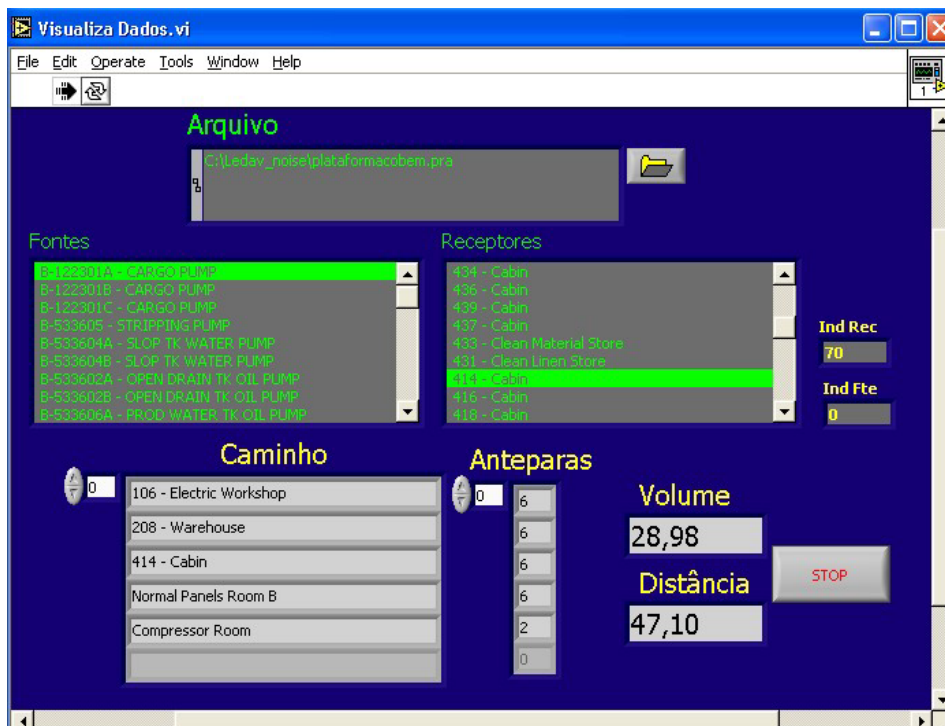 Visualiza Dados.vi
File Edit Operate Tools Window Help
1
Arquivo
C:\Ledav_noise\plataformacobem.pra
Fontes
B-122301A - CARGO PUMP
B-122301B - CARGO PUMP
B-122301C - CARGO PUMP
B-533605 - STRIPPING PUMP
B-533604A - SLOP TK WATER PUMP
B-533604B - SLOP TK WATER PUMP
B-533602A - OPEN DRAIN TK OIL PUMP
B-533602B - OPEN DRAIN TK OIL PUMP
B-533606A - PROD WATER TK OIL PUMP
Receptores
434 - Cabin
436 - Cabin
439 - Cabin
437 - Cabin
433 - Clean Material Store
431 - Clean Linen Store
414 - Cabin
416 - Cabin
418 - Cabin
Ind Rec
70
Ind Fte
0
Caminho
0
106 - Electric Workshop
208 - Warehouse
414 - Cabin
Normal Panels Room B
Compressor Room
Anteparas
0
6
6
6
6
2
0
Volume
28,98
Distância
47,10
STOP